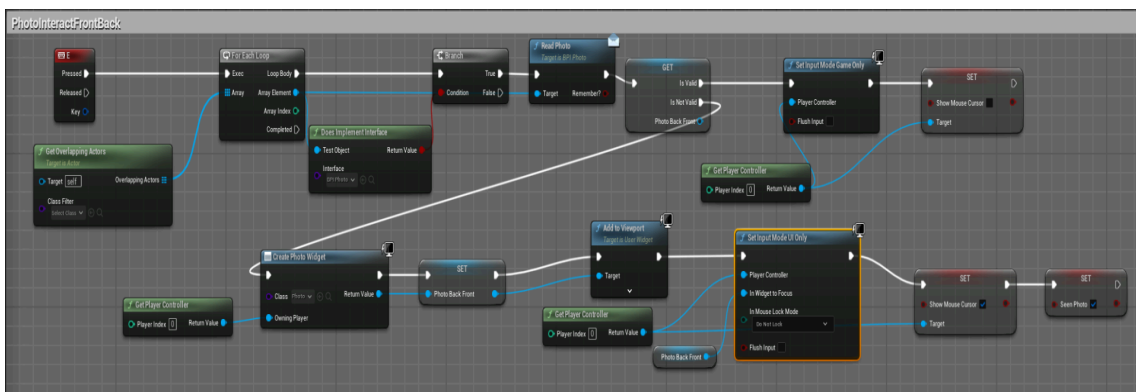 PhotoInteractFrontBack
E
Pressed
Released
Key
For Each Loop
Exec Loop Body
Array Array Element
Array Index
Completed
Branch
True
Condition False
Read Photo
Target is BPI Photo
Target Remember?
GET
Is Valid
Is Not Valid
Photo Back Front
Set Input Mode Game Only
Player Controller
Flush Input
SET
Show Mouse Cursor
Target
Get Player Controller
Player Index 0 Return Value
Get Overlapping Actors
Target is Actor
Target self Overlapping Actors
Class Filter
Select Class
Does Implement Interface
Test Object Return Value
Interface
BPI Photo
Create Photo Widget
Class Photo Return Value
Owning Player
Get Player Controller
Player Index 0 Return Value
SET
Photo Back Front
Add to Viewport
Target is User Widget
Target
Get Player Controller
Player Index 0 Return Value
Photo Back Front
Set Input Mode UI Only
Player Controller
In Widget to Focus
In Mouse Lock Mode
Do Not Lock
Flush Input
SET
Show Mouse Cursor
Target
SET
Seen Photo